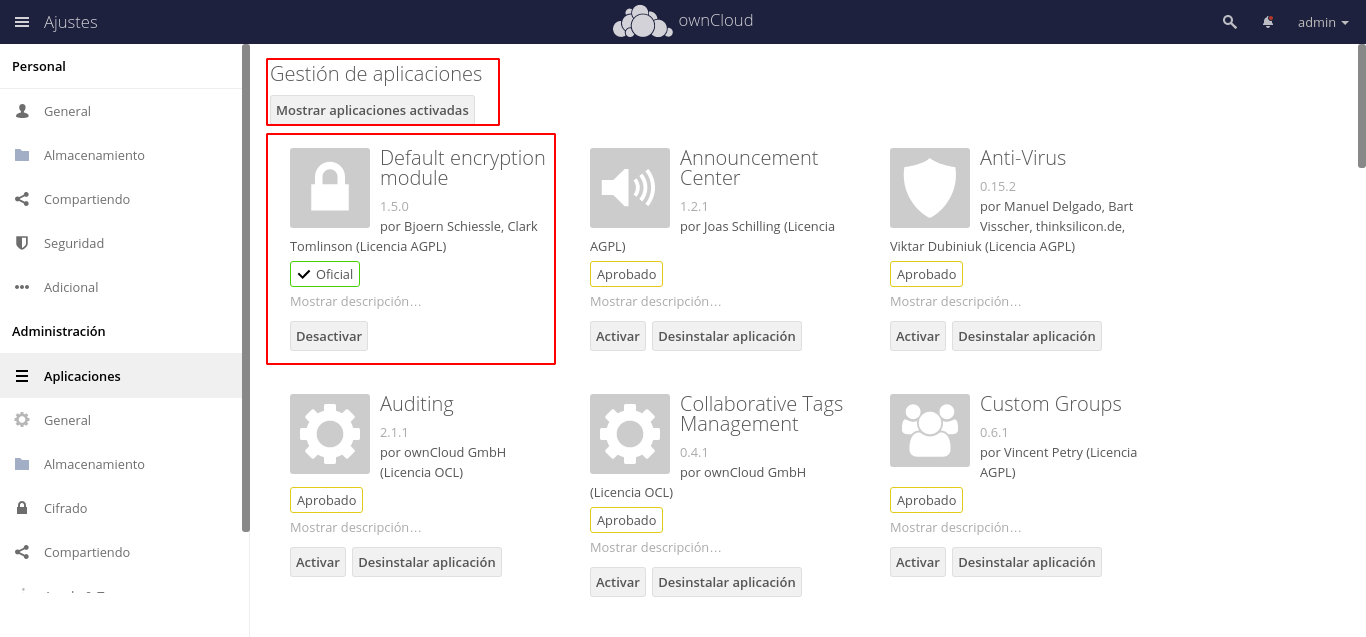 Ajustes
ownCloud
admin
Personal
General
Almacenamiento
Compartiendo
Seguridad
Adicional
Administración
Aplicaciones
General
Almacenamiento
Cifrado
Compartiendo
Gestión de aplicaciones
Mostrar aplicaciones activadas
Default encryption
module
1.5.0
por Bjoern Schiessle, Clark
Tomlinson (Licencia AGPL)
Oficial
Mostrar descripción…
Desactivar
Announcement
Center
1.2.1
por Joas Schilling (Licencia
AGPL)
Aprobado
Mostrar descripción…
Activar Desinstalar aplicación
Anti-Virus
0.15.2
por Manuel Delgado, Bart
Visscher, thinksilicon.de,
Viktar Dubiniuk (Licencia AGPL)
Aprobado
Mostrar descripción…
Activar Desinstalar aplicación
Auditing
2.1.1
por ownCloud GmbH
(Licencia OCL)
Aprobado
Mostrar descripción…
Activar Desinstalar aplicación
Collaborative Tags
Management
0.4.1
por ownCloud GmbH
(Licencia OCL)
Aprobado
Mostrar descripción…
Activar Desinstalar aplicación
Custom Groups
0.6.1
por Vincent Petry (Licencia
AGPL)
Aprobado
Mostrar descripción…
Activar Desinstalar aplicación